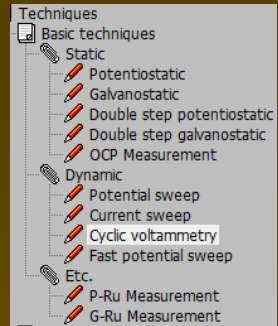 Techniques
Basic techniques
Static
Potentiostatic
Galvanostatic
Double step potentiostatic
Double step galvanostatic
OCP Measurement
Dynamic
Potential sweep
Current sweep
Cyclic voltammetry
Fast potential sweep
Etc.
P-Ru Measurement
G-Ru Measurement